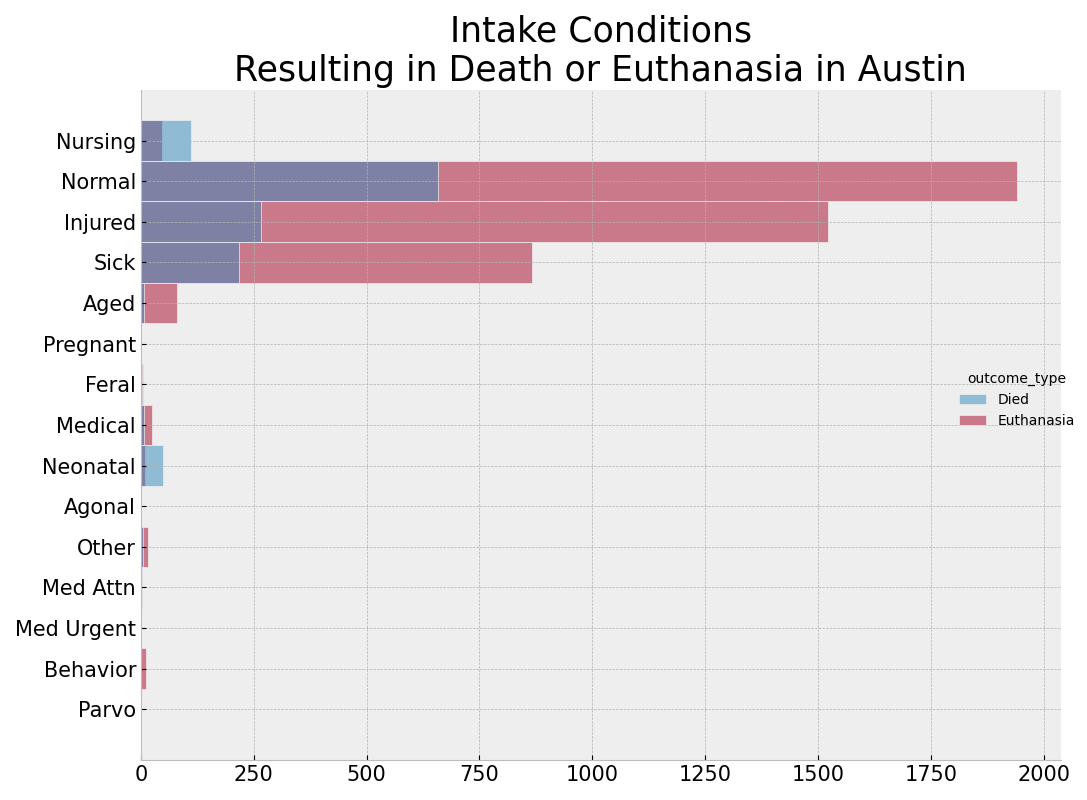 Intake Conditions
Resulting in Death or Euthanasia in Austin
Nursing
Normal
Injured
Sick
Aged
Pregnant
Feral
Medical
Neonatal
Agonal
Other
Med Attn
Med Urgent
Behavior
Parvo
outcome_type
Died
Euthanasia
0 250 500 750 1000 1250 1500 1750 2000